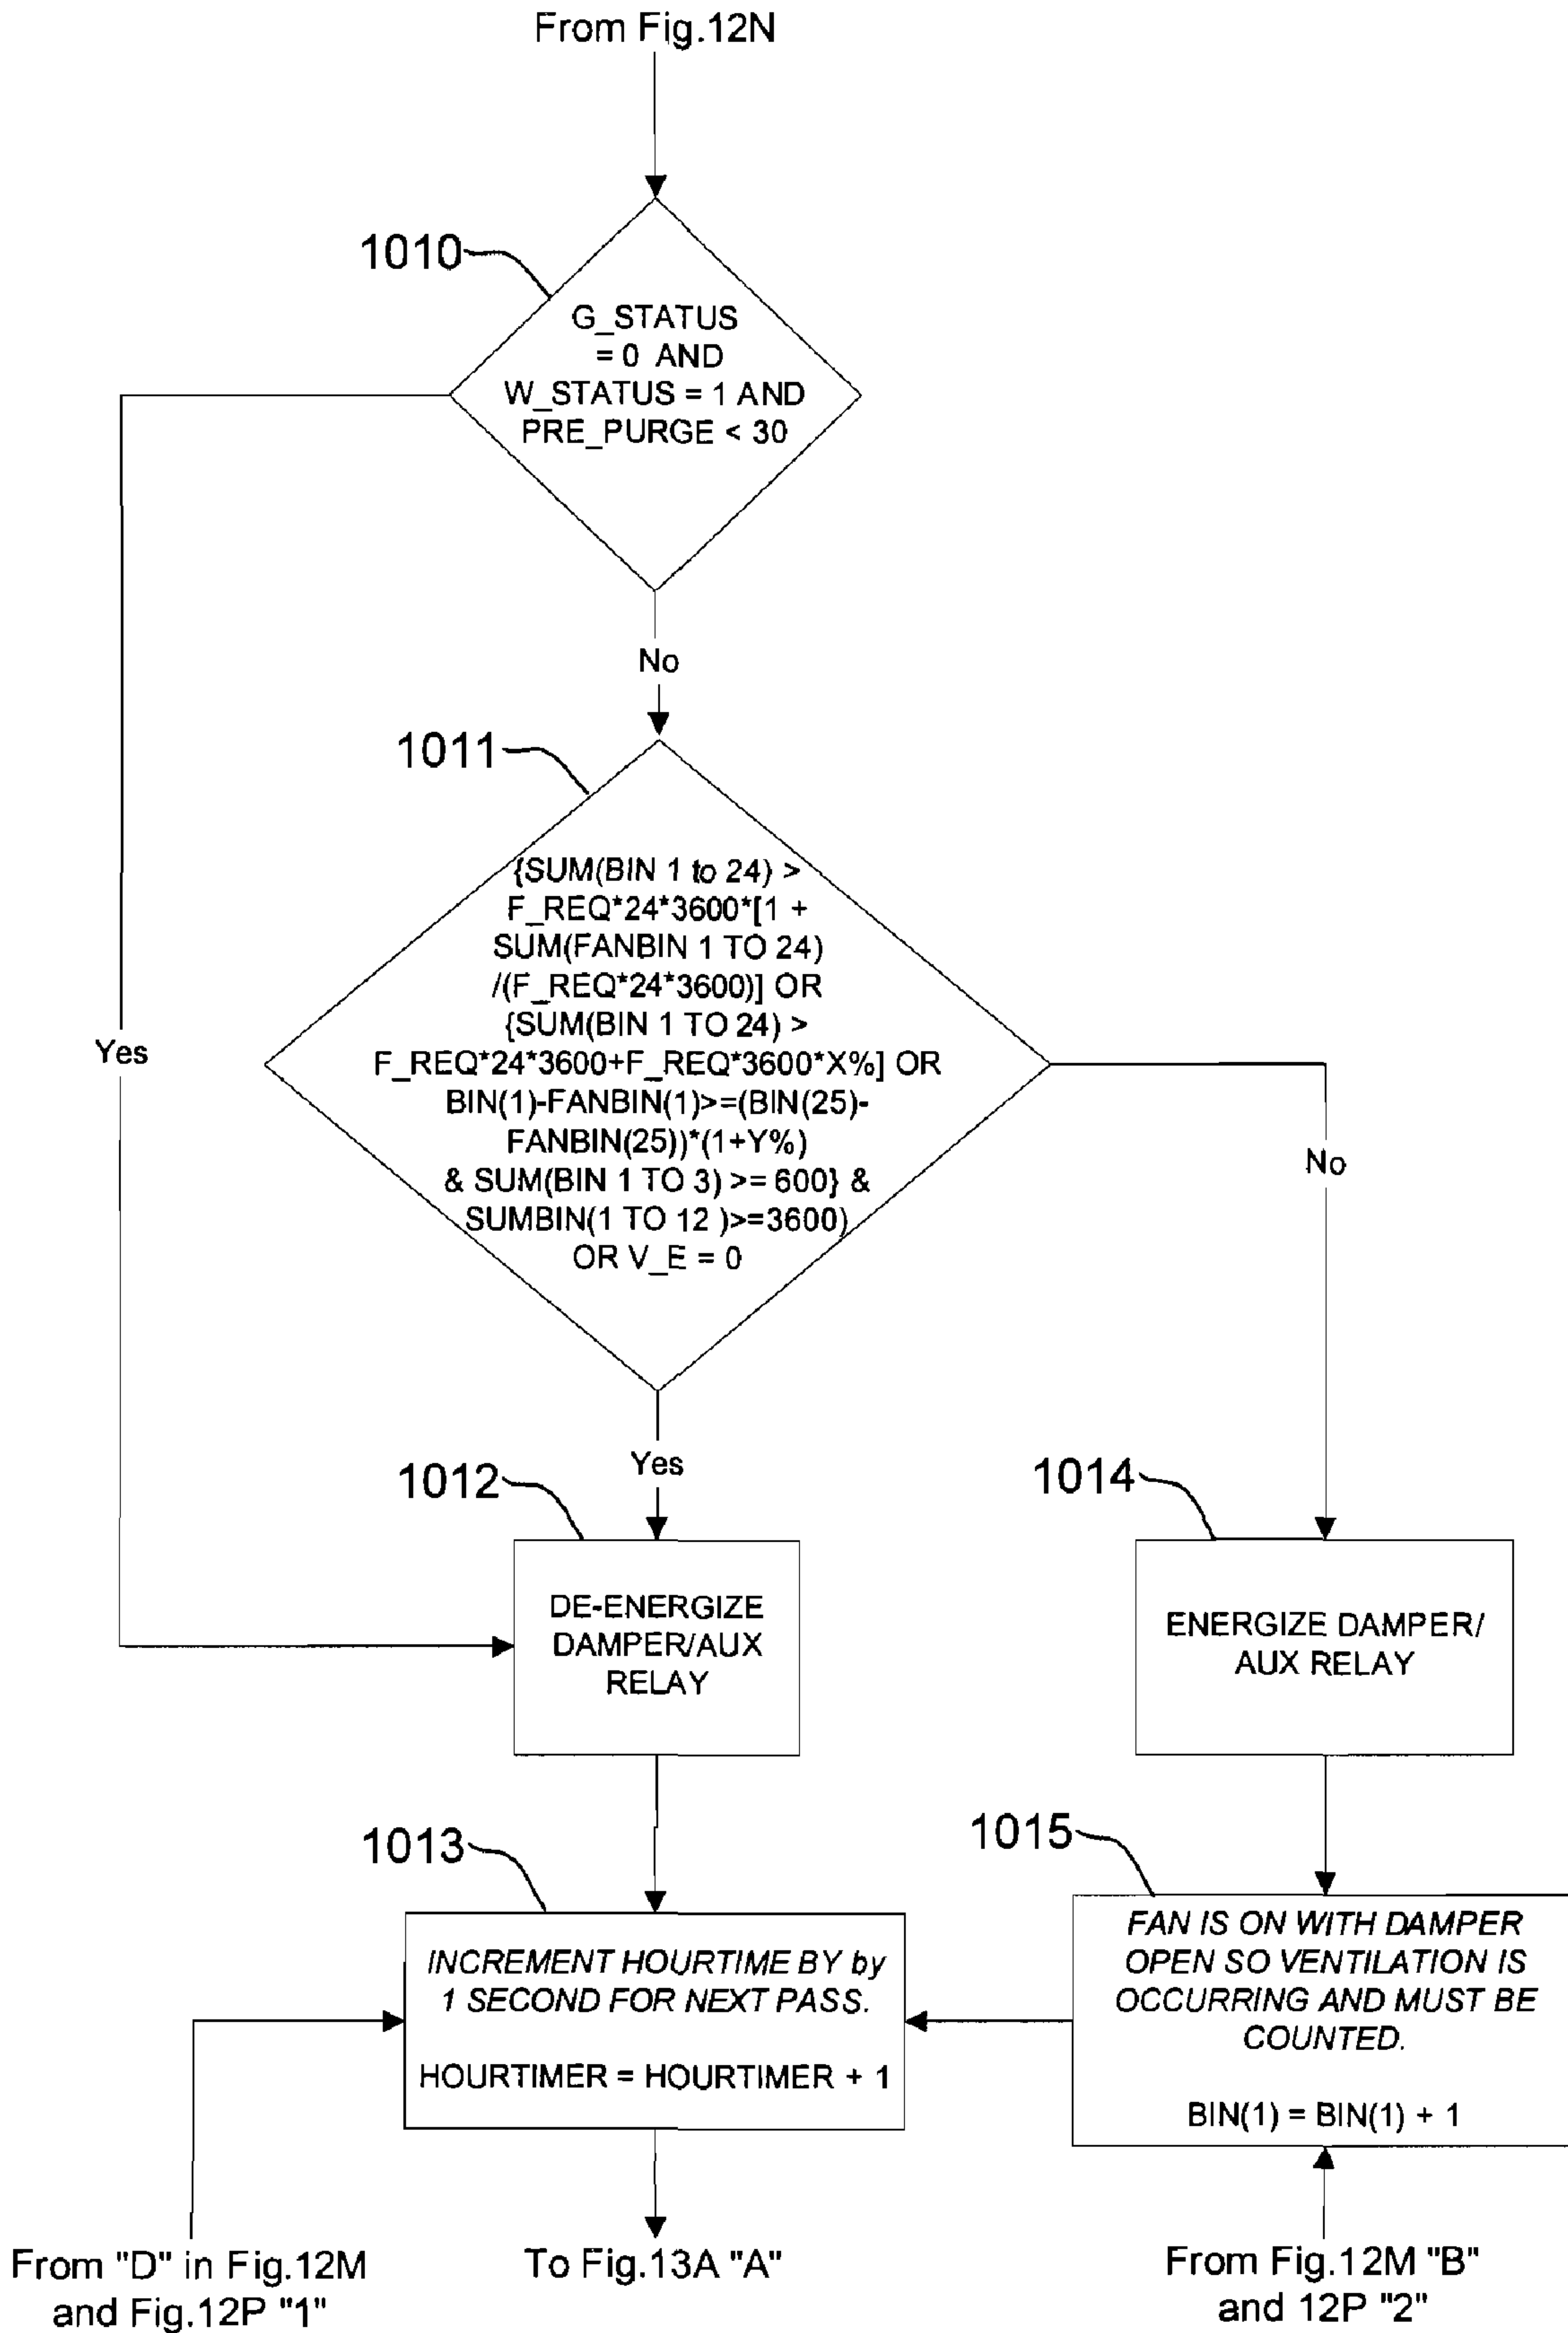 From Fig.12N
1010
G_STATUS
= 0 AND
W_STATUS = 1 AND
PRE_PURGE < 30
No
1011
{SUM(BIN 1 to 24) >
F_REQ*24*3600*[1 +
SUM(FANBIN 1 TO 24)
/(F_REQ*24*3600)] OR
{SUM(BIN 1 TO 24) >
F_REQ*24*3600+F_REQ*3600*X%] OR
BIN(1)-FANBIN(1)>=(BIN(25)-
FANBIN(25))*(1+Y%)
& SUM(BIN 1 TO 3) >= 600} &
SUMBIN(1 TO 12 )>=3600)
OR V_E = 0
Yes
No
Yes
1012
DE-ENERGIZE
DAMPER/AUX
RELAY
1014
ENERGIZE DAMPER/
AUX RELAY
1013
INCREMENT HOURTIME BY by
1 SECOND FOR NEXT PASS.
HOURTIMER = HOURTIMER + 1
1015
FAN IS ON WITH DAMPER
OPEN SO VENTILATION IS
OCCURRING AND MUST BE
COUNTED.
BIN(1) = BIN(1) + 1
From "D" in Fig.12M
and Fig.12P "1"
To Fig.13A "A"
From Fig.12M "B"
and 12P "2"